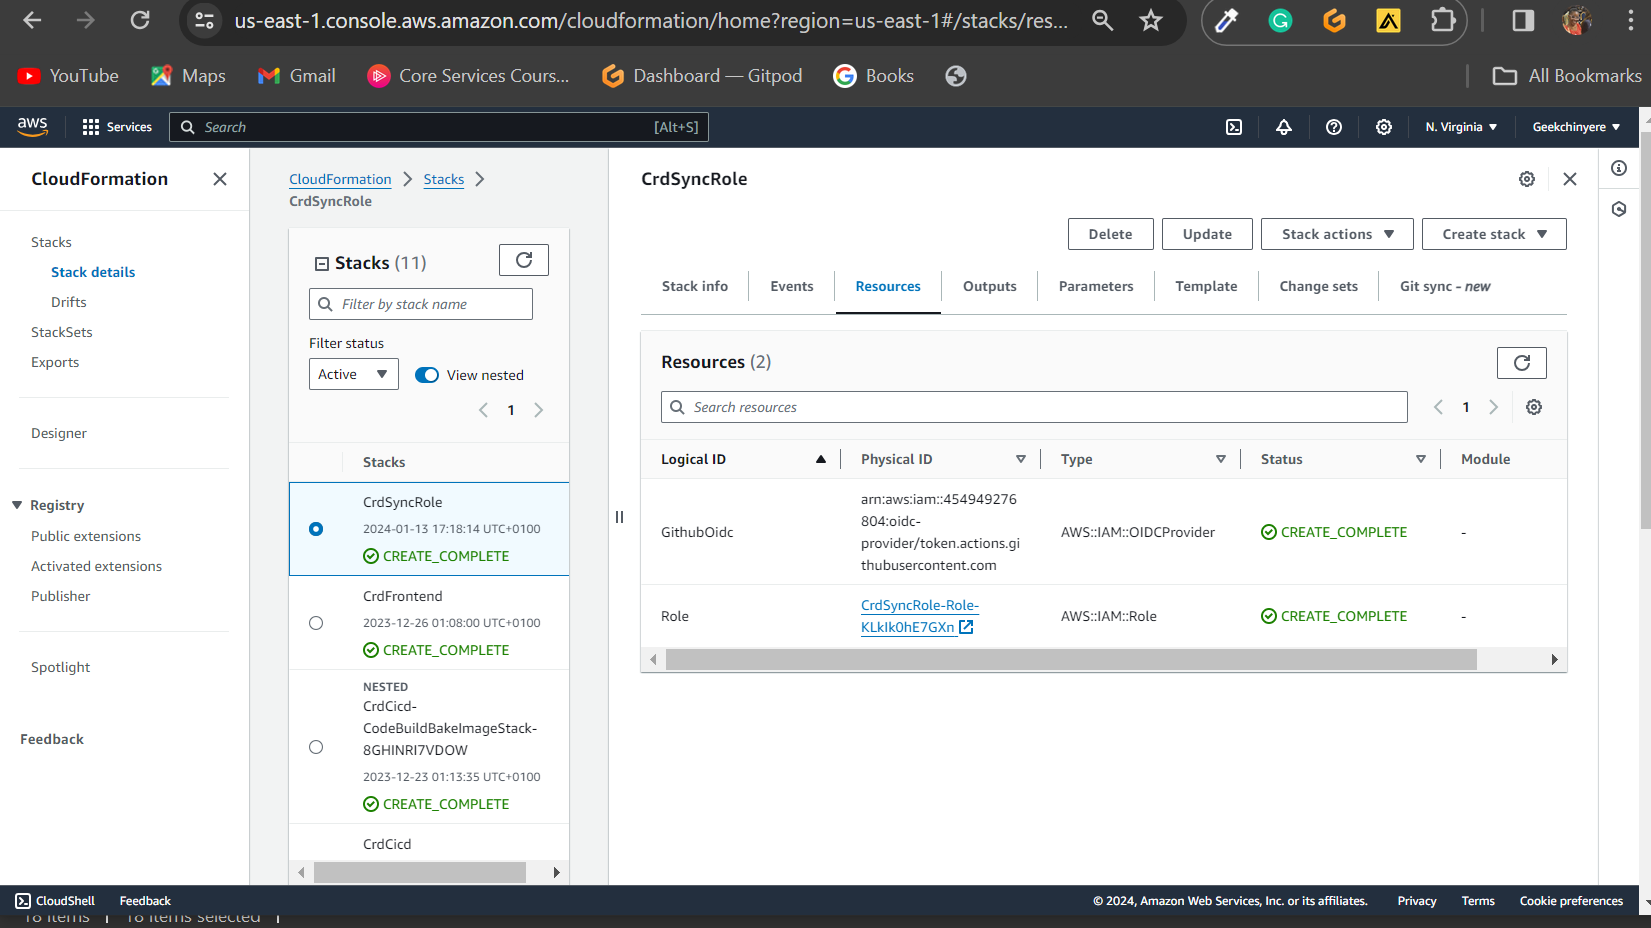 us-east-1.console.aws.amazon.com/cloudformation/home?region=us-east-1#/stacks/res...
YouTube Maps Gmail Core Services Cours... Dashboard — Gitpod Books All Bookmarks
aws Services Search [Alt+S] N. Virginia Geekchinyere
CloudFormation
Stacks
Stack details
Drifts
StackSets
Exports
Designer
Registry
Public extensions
Activated extensions
Publisher
Spotlight
Feedback
CloudFormation Stacks
CrdSyncRole
Stacks (11)
Filter by stack name
Filter status
Active View nested
1
Stacks
CrdSyncRole
2024-01-13 17:18:14 UTC+0100
CREATE_COMPLETE
CrdFrontend
2023-12-26 01:08:00 UTC+0100
CREATE_COMPLETE
NESTED
CrdCicd-
CodeBuildBakeImageStack-
8GHINRI7VDOW
2023-12-23 01:13:35 UTC+0100
CREATE_COMPLETE
CrdCicd
CrdSyncRole
Delete Update Stack actions Create stack
Stack info Events Resources Outputs Parameters Template Change sets Git sync - new
Resources (2)
Search resources 1
Logical ID Physical ID Type Status Module
GithubOidc
arn:aws:iam::454949276
804:oidc-
provider/token.actions.gi
thubusercontent.com
AWS::IAM::OIDCProvider CREATE_COMPLETE -
Role
CrdSyncRole-Role-
KLkIk0hE7GXn
AWS::IAM::Role CREATE_COMPLETE -
CloudShell Feedback © 2024, Amazon Web Services, Inc. or its affiliates. Privacy Terms Cookie preferences
18 items 18 items selected